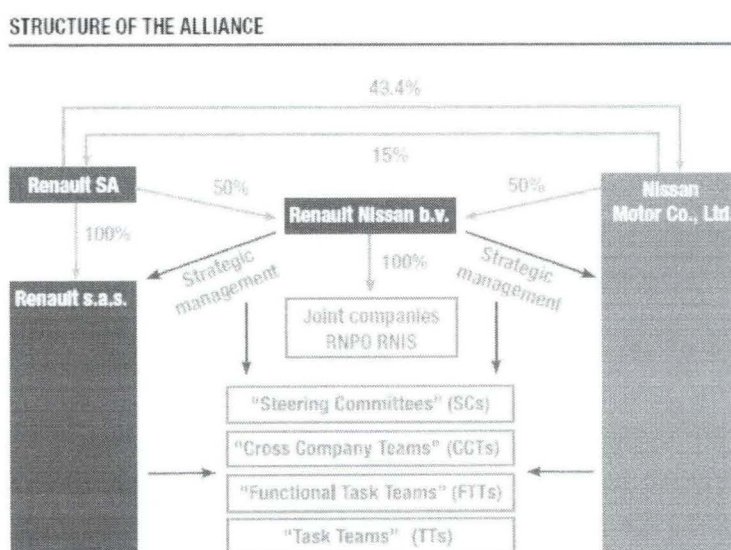 STRUCTURE OF THE ALLIANCE
43.4%
15%
Renault SA
50%
50%
Nissan
Motor Co., Ltd
Renault Nissan b.v.
100%
100%
Strategic
management
Strategic
management
Renault s.a.s.
Joint companies
RNPO RNIS
"Steering Committees" (SCs)
"Cross Company Teams" (CCTs)
"Functional Task Teams" (FTTs)
"Task Teams" (TTs)